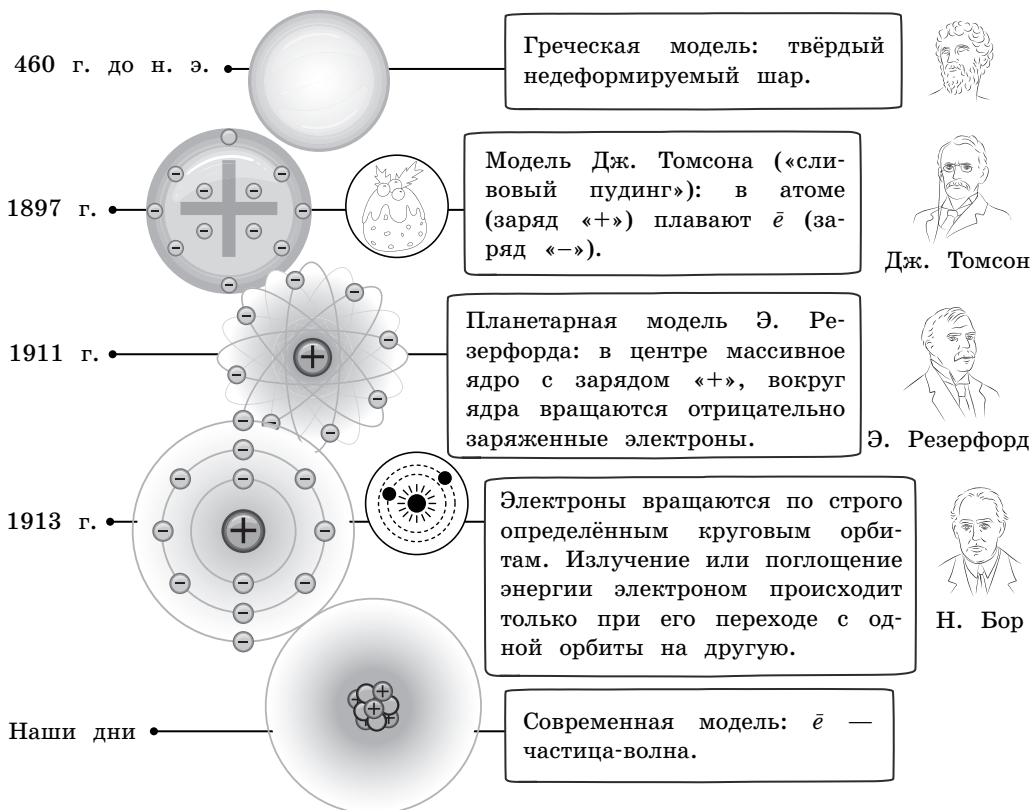 460 г. до н. э.
Греческая модель: твёрдый
недеформируемый шар.
1897 г.
Модель Дж. Томсона («сли-
вовый пудинг»): в атоме
(заряд «+») плавают ē (за-
ряд «−»).
Дж. Томсон
1911 г.
Планетарная модель Э. Ре-
зерфорда: в центре массивное
ядро с зарядом «+», вокруг
ядра вращаются отрицательно
заряженные электроны.
Э. Резерфорд
1913 г.
Электроны вращаются по строго
определённым круговым орби-
там. Излучение или поглощение
энергии электроном происходит
только при его переходе с од-
ной орбиты на другую.
Н. Бор
Наши дни
Современная модель: ē —
частица-волна.